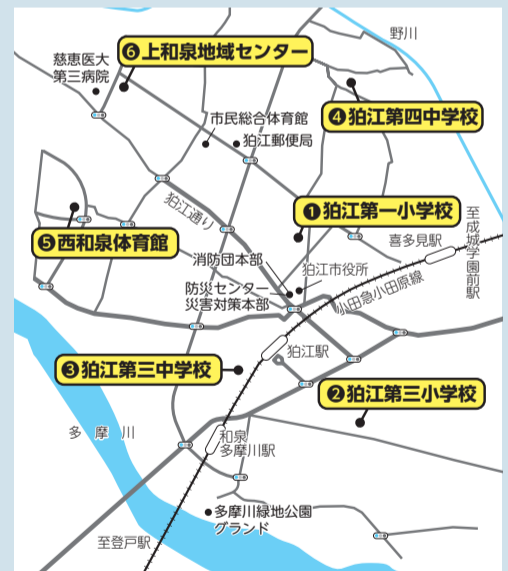 野川
❻上和泉地域センター
慈恵医大
第三病院
❹狛江第四中学校
市民総合体育館
狛江郵便局
狛江通り
❶狛江第一小学校
至成城学園前駅
喜多見駅
❺西和泉体育館
消防団本部
狛江市役所
防災センター
災害対策本部
小田急小田原線
狛江駅
❸狛江第三中学校
❷狛江第三小学校
多摩川
和泉
多摩川駅
多摩川緑地公園
グランド
至登戸駅